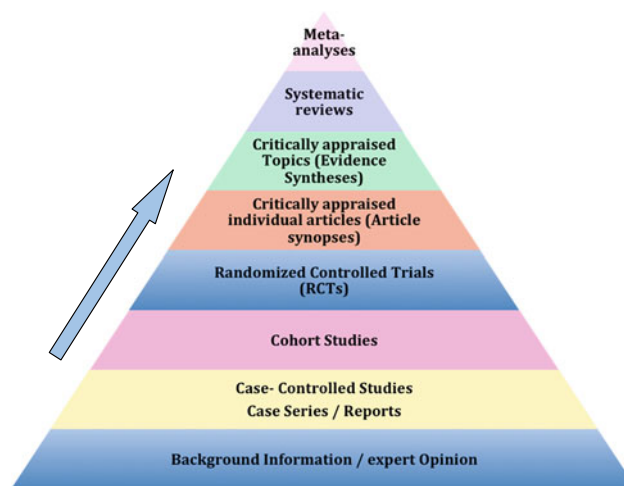 Meta-
analyses
Systematic
reviews
Critically appraised
Topics (Evidence
Syntheses)
Critically appraised
individual articles (Article
synopses)
Randomized Controlled Trials
(RCTs)
Cohort Studies
Case- Controlled Studies
Case Series / Reports
Background Information / expert Opinion